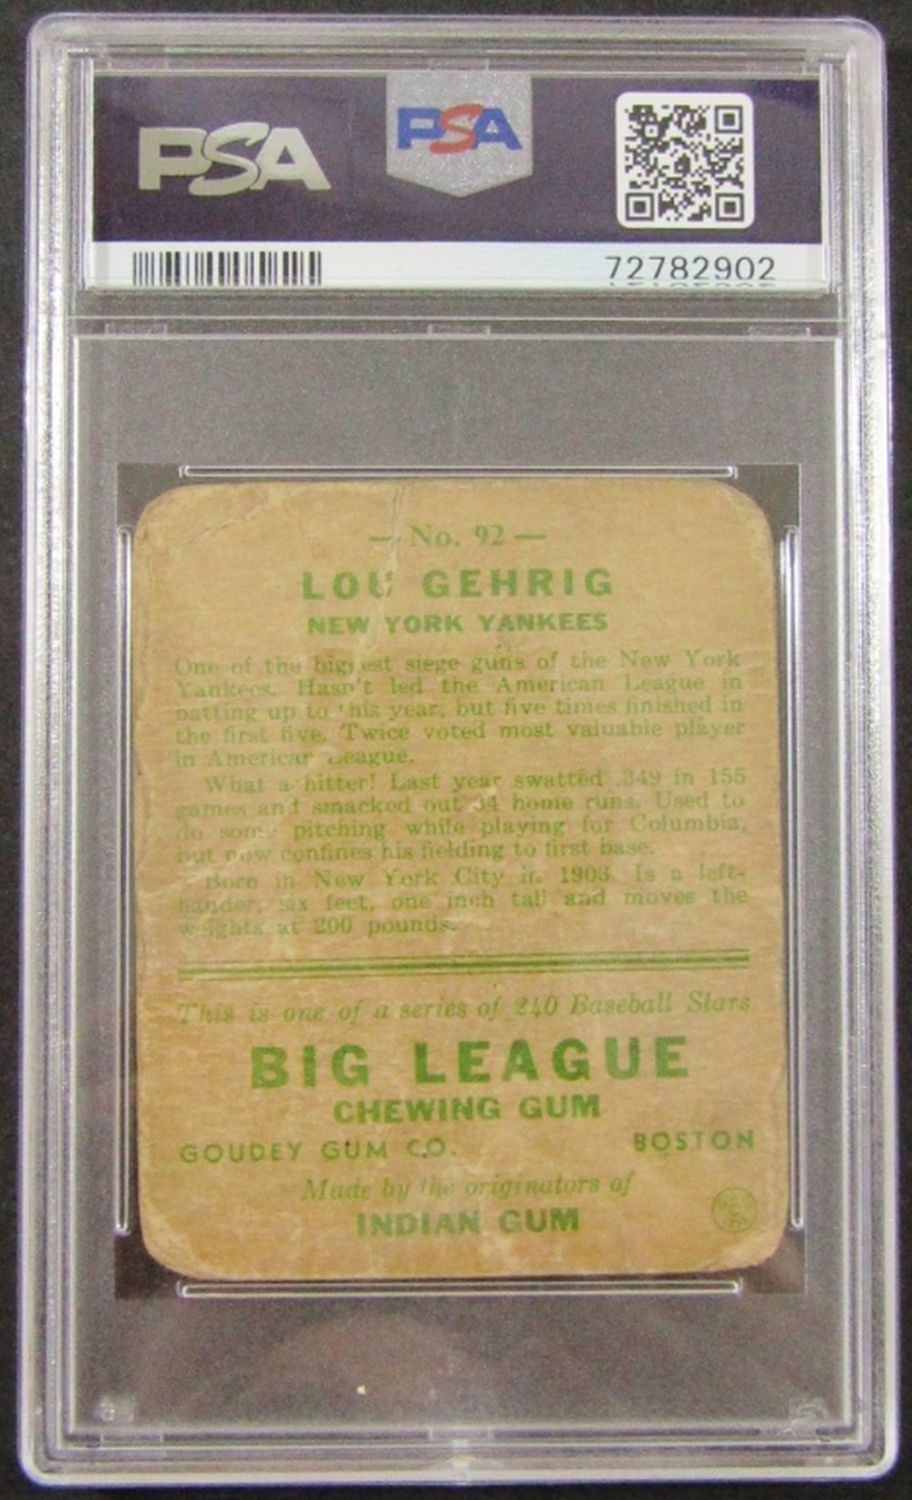 PSA PSA
72782902
— No. 92 —
LOU GEHRIG
NEW YORK YANKEES
One of the biggest siege guns of the New York
Yankees. Hasn't led the American League in
batting up to this year, but five times finished in
the first five. Twice voted most valuable player
in American League.
What a hitter! Last year swatted .349 in 155
games and smacked out 34 home runs. Used to
do some pitching while playing for Columbia,
but now confines his fielding to first base.
Born in New York City in 1903. Is a left-
hander, six feet, one inch tall and moves the
weights at 200 pounds.
This is one of a series of 240 Baseball Stars
BIG LEAGUE
CHEWING GUM
GOUDEY GUM CO. BOSTON
Made by the originators of
INDIAN GUM